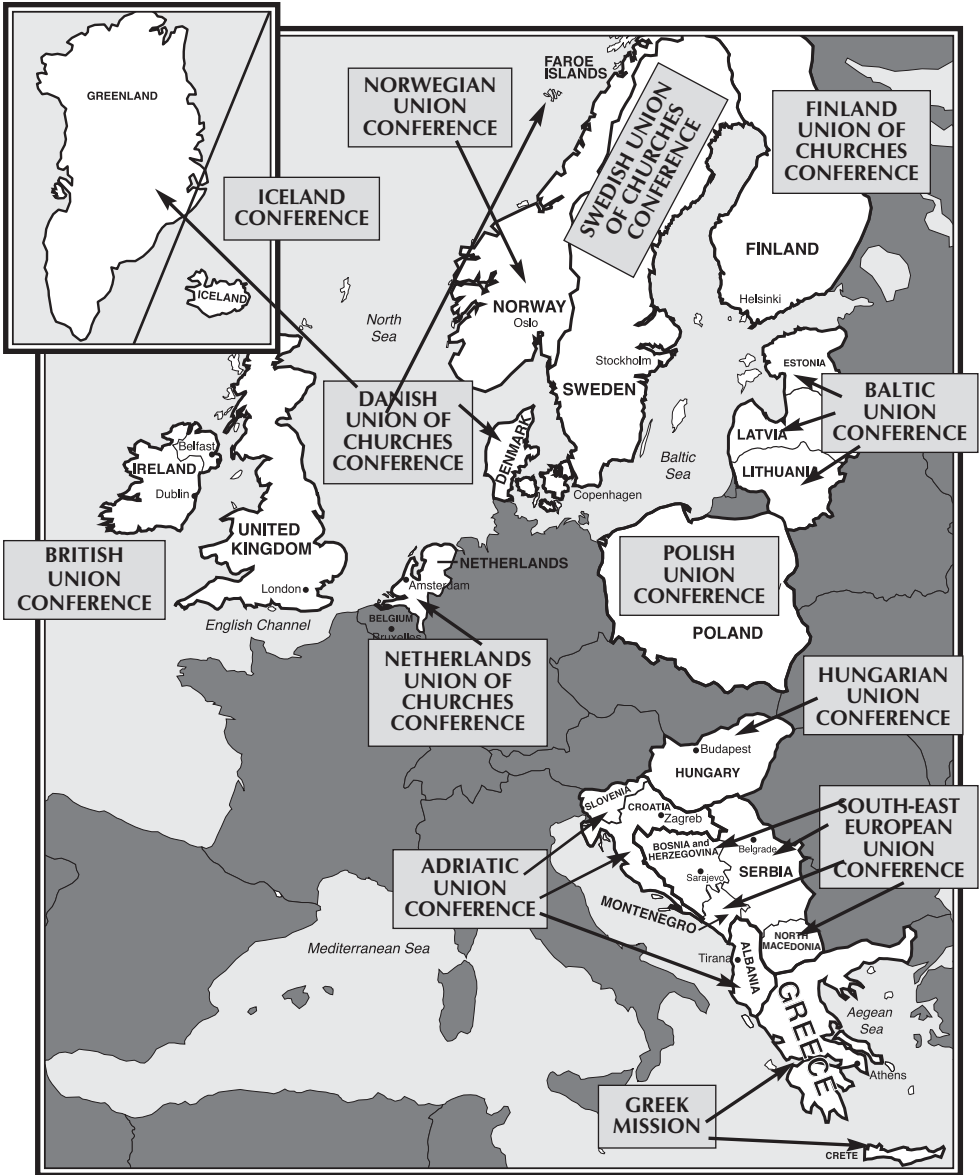 GREENLAND
ICELAND
CONFERENCE
ICELAND
NORWEGIAN
UNION
CONFERENCE
FAROE
ISLANDS
SWEDISH UNION
OF CHURCHES
CONFERENCE
FINLAND
UNION OF
CHURCHES
CONFERENCE
FINLAND
Helsinki
NORWAY
Oslo
North
Sea
Stockholm
SWEDEN
ESTONIA
BALTIC
UNION
CONFERENCE
LATVIA
LITHUANIA
Baltic
Sea
DANISH
UNION OF
CHURCHES
CONFERENCE
DENMARK
Copenhagen
Belfast
IRELAND
Dublin
UNITED
KINGDOM
London
BRITISH
UNION
CONFERENCE
English Channel
NETHERLANDS
Amsterdam
BELGIUM
Bruxelles
NETHERLANDS
UNION OF
CHURCHES
CONFERENCE
POLISH
UNION
CONFERENCE
POLAND
HUNGARIAN
UNION
CONFERENCE
Budapest
HUNGARY
SLOVENIA
CROATIA
Zagreb
BOSNIA and
HERZEGOVINA
Sarajevo
Belgrade
SERBIA
SOUTH-EAST
EUROPEAN
UNION
CONFERENCE
ADRIATIC
UNION
CONFERENCE
MONTENEGRO
NORTH
MACEDONIA
Tirana
ALBANIA
Mediterranean Sea
GREECE
Aegean
Sea
Athens
GREEK
MISSION
CRETE